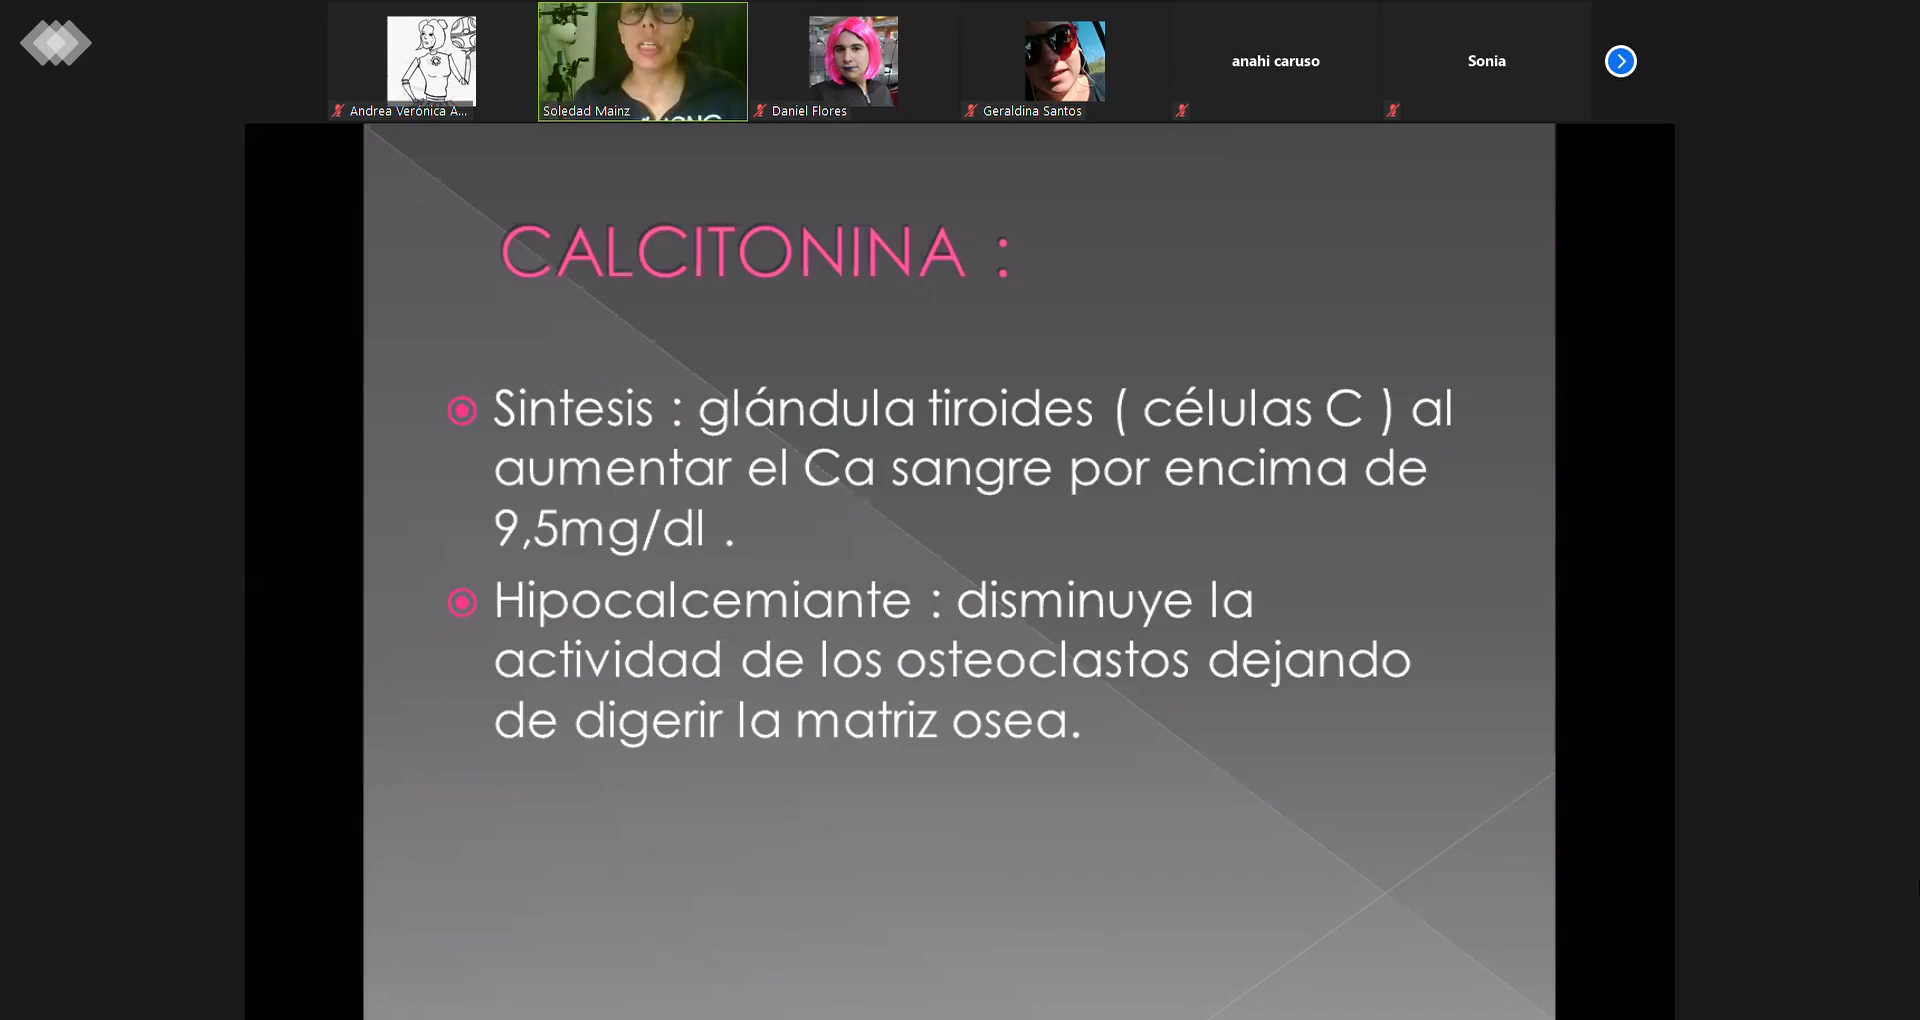 Andrea Verónica A...
Soledad Mainz
Daniel Flores
Geraldina Santos
anahi caruso
Sonia
CALCITONINA :
Sintesis : glándula tiroides ( células C ) al
aumentar el Ca sangre por encima de
9,5mg/dl .
Hipocalcemiante : disminuye la
actividad de los osteoclastos dejando
de digerir la matriz osea.